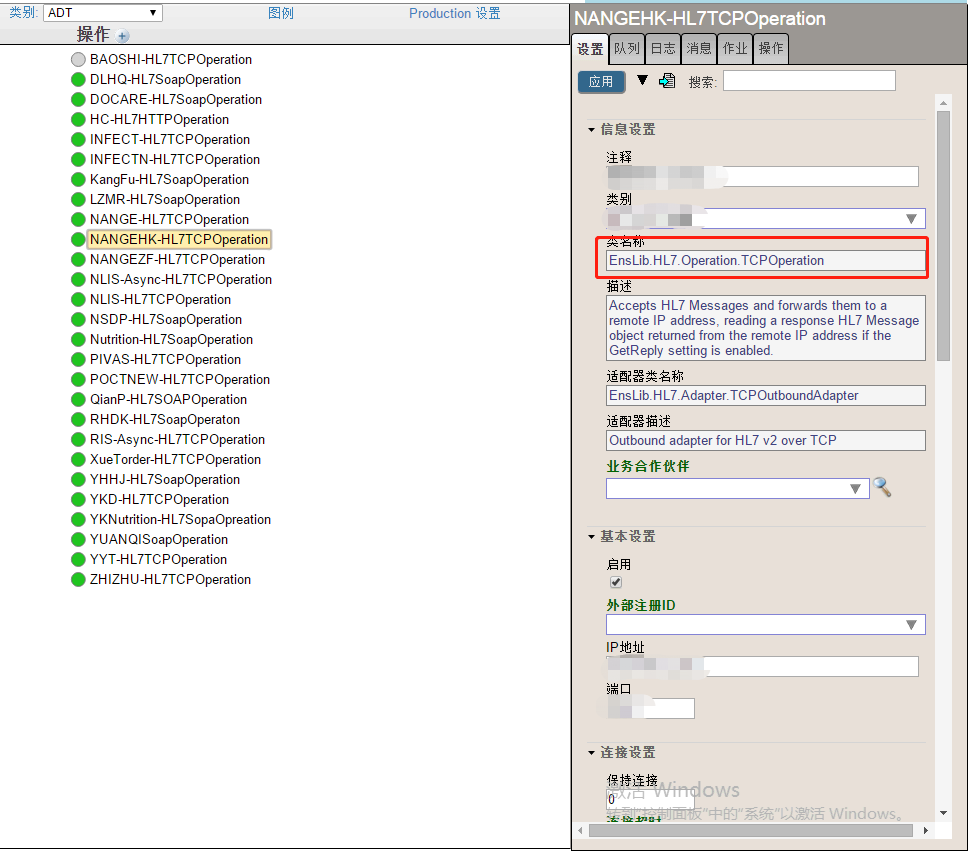 类别: ADT 图例 Production 设置
操作
BAOSHI-HL7TCPOperation
DLHQ-HL7SoapOperation
DOCARE-HL7SoapOperation
HC-HL7HTTPOperation
INFECT-HL7TCPOperation
INFECTN-HL7TCPOperation
KangFu-HL7SoapOperation
LZMR-HL7SoapOperation
NANGE-HL7TCPOperation
NANGEHK-HL7TCPOperation
NANGEZF-HL7TCPOperation
NLIS-Async-HL7TCPOperation
NLIS-HL7TCPOperation
NSDP-HL7SoapOperation
Nutrition-HL7SoapOperation
PIVAS-HL7TCPOperation
POCTNEW-HL7TCPOperation
QianP-HL7SOAPOperation
RHDK-HL7SoapOperaton
RIS-Async-HL7TCPOperation
XueTorder-HL7TCPOperation
YHHJ-HL7SoapOperation
YKD-HL7TCPOperation
YKNutrition-HL7SopaOpreation
YUANQISoapOperation
YYT-HL7TCPOperation
ZHIZHU-HL7TCPOperation
NANGEHK-HL7TCPOperation
设置 队列 日志 消息 作业 操作
应用 搜索:
信息设置
注释
类别
类名称
EnsLib.HL7.Operation.TCPOperation
描述
Accepts HL7 Messages and forwards them to a
remote IP address, reading a response HL7 Message
object returned from the remote IP address if the
GetReply setting is enabled.
适配器类名称
EnsLib.HL7.Adapter.TCPOutboundAdapter
适配器描述
Outbound adapter for HL7 v2 over TCP
业务合作伙伴
基本设置
启用
外部注册ID
IP地址
端口
连接设置
保持连接
激活 Windows
0
转到"控制面板"中的"系统"以激活 Windows。
连接超时